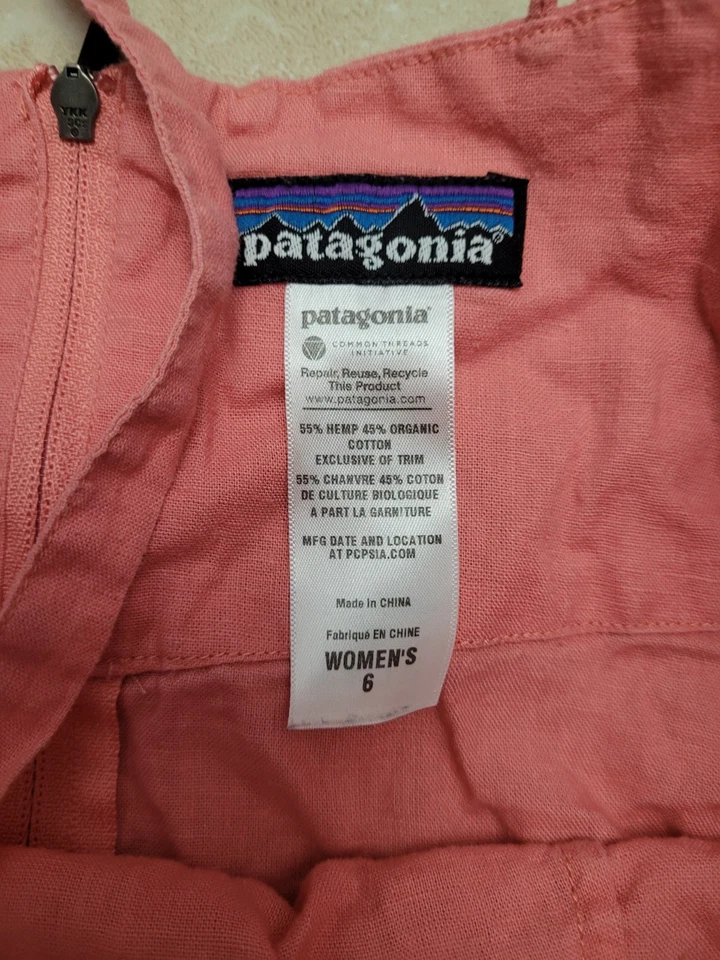 YKK
patagonia®
patagonia®
COMMON THREADS
INITIATIVE
Repair, Reuse, Recycle
This Product
www.patagonia.com
55% HEMP 45% ORGANIC
COTTON
EXCLUSIVE OF TRIM
55% CHANVRE 45% COTON
DE CULTURE BIOLOGIQUE
A PART LA GARNITURE
MFG DATE AND LOCATION
AT PCPSIA.COM
Made in CHINA
Fabriqué EN CHINE
WOMEN'S
6